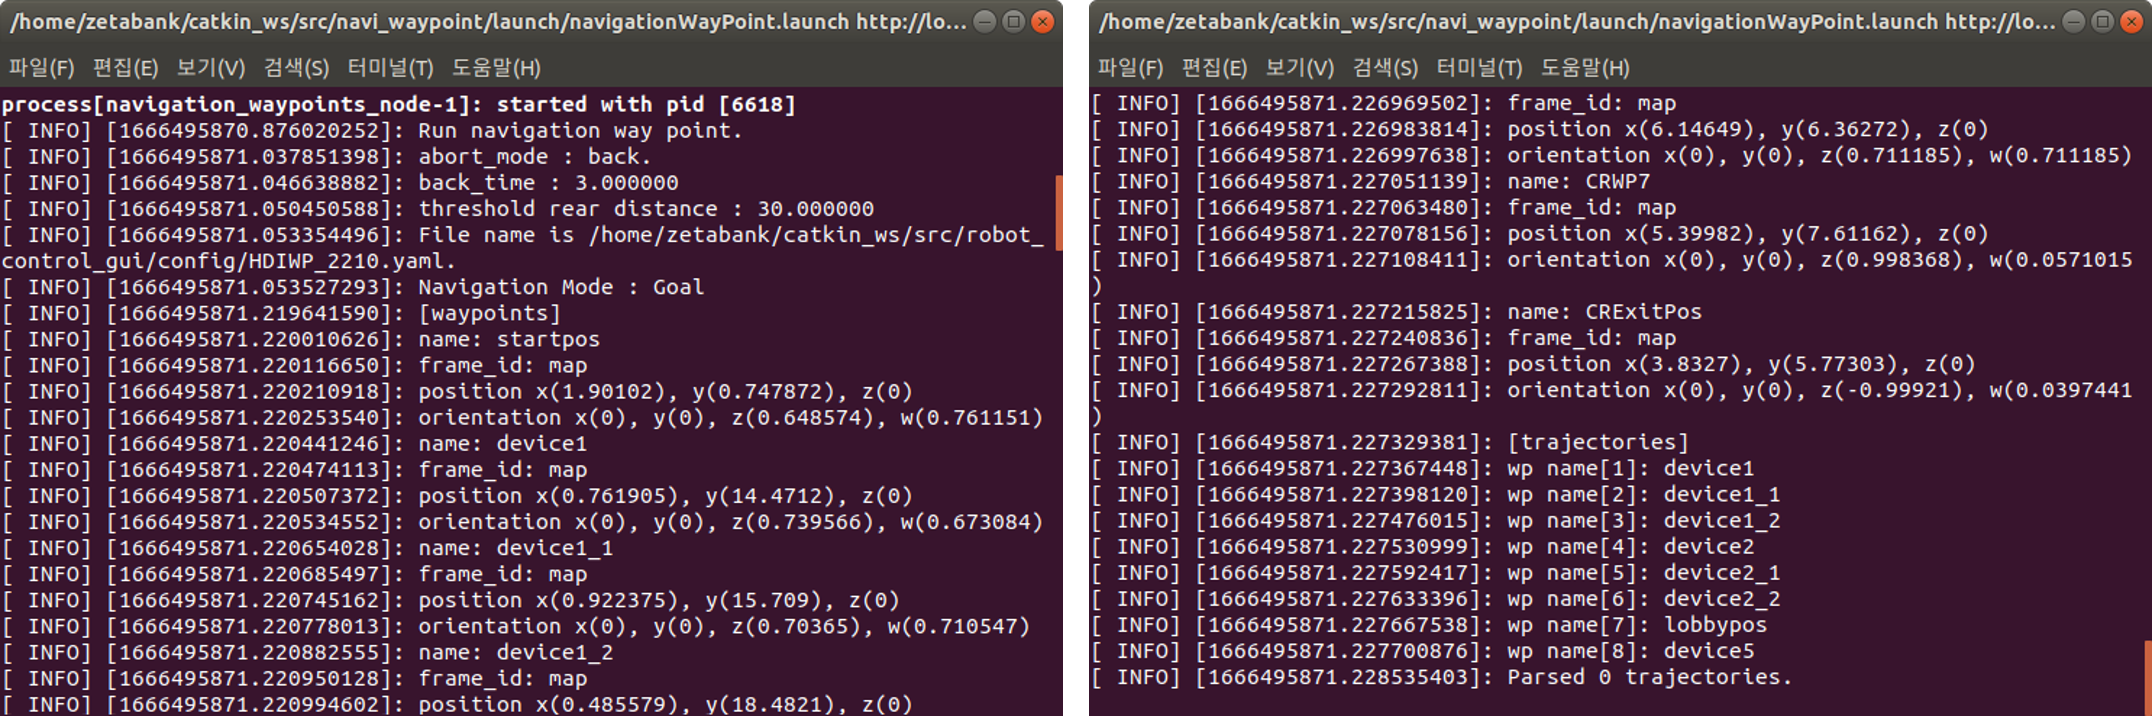 /home/zetabank/catkin_ws/src/navi_waypoint/launch/navigationWayPoint.launch http://lo...
파일(F) 편집(E) 보기(V) 검색(S) 터미널(T) 도움말(H)
process[navigation_waypoints_node-1]: started with pid [6618]
[ INFO] [1666495870.876020252]: Run navigation way point.
[ INFO] [1666495871.037851398]: abort_mode : back.
[ INFO] [1666495871.046638882]: back_time : 3.000000
[ INFO] [1666495871.050450588]: threshold rear distance : 30.000000
[ INFO] [1666495871.053354496]: File name is /home/zetabank/catkin_ws/src/robot_
control_gui/config/HDIWP_2210.yaml.
[ INFO] [1666495871.053527293]: Navigation Mode : Goal
[ INFO] [1666495871.219641590]: [waypoints]
[ INFO] [1666495871.220010626]: name: startpos
[ INFO] [1666495871.220116650]: frame_id: map
[ INFO] [1666495871.220210918]: position x(1.90102), y(0.747872), z(0)
[ INFO] [1666495871.220253540]: orientation x(0), y(0), z(0.648574), w(0.761151)
[ INFO] [1666495871.220441246]: name: device1
[ INFO] [1666495871.220474113]: frame_id: map
[ INFO] [1666495871.220507372]: position x(0.761905), y(14.4712), z(0)
[ INFO] [1666495871.220534552]: orientation x(0), y(0), z(0.739566), w(0.673084)
[ INFO] [1666495871.220654028]: name: device1_1
[ INFO] [1666495871.220685497]: frame_id: map
[ INFO] [1666495871.220745162]: position x(0.922375), y(15.709), z(0)
[ INFO] [1666495871.220778013]: orientation x(0), y(0), z(0.70365), w(0.710547)
[ INFO] [1666495871.220882555]: name: device1_2
[ INFO] [1666495871.220950128]: frame_id: map
[ INFO] [1666495871.220994602]: position x(0.485579), y(18.4821), z(0)
/home/zetabank/catkin_ws/src/navi_waypoint/launch/navigationWayPoint.launch http://lo...
파일(F) 편집(E) 보기(V) 검색(S) 터미널(T) 도움말(H)
[ INFO] [1666495871.226969502]: frame_id: map
[ INFO] [1666495871.226983814]: position x(6.14649), y(6.36272), z(0)
[ INFO] [1666495871.226997638]: orientation x(0), y(0), z(0.711185), w(0.711185)
[ INFO] [1666495871.227051139]: name: CRWP7
[ INFO] [1666495871.227063480]: frame_id: map
[ INFO] [1666495871.227078156]: position x(5.39982), y(7.61162), z(0)
[ INFO] [1666495871.227108411]: orientation x(0), y(0), z(0.998368), w(0.0571015
)
[ INFO] [1666495871.227215825]: name: CRExitPos
[ INFO] [1666495871.227240836]: frame_id: map
[ INFO] [1666495871.227267388]: position x(3.8327), y(5.77303), z(0)
[ INFO] [1666495871.227292811]: orientation x(0), y(0), z(-0.99921), w(0.0397441
)
[ INFO] [1666495871.227329381]: [trajectories]
[ INFO] [1666495871.227367448]: wp name[1]: device1
[ INFO] [1666495871.227398120]: wp name[2]: device1_1
[ INFO] [1666495871.227476015]: wp name[3]: device1_2
[ INFO] [1666495871.227530999]: wp name[4]: device2
[ INFO] [1666495871.227592417]: wp name[5]: device2_1
[ INFO] [1666495871.227633396]: wp name[6]: device2_2
[ INFO] [1666495871.227667538]: wp name[7]: lobbypos
[ INFO] [1666495871.227700876]: wp name[8]: device5
[ INFO] [1666495871.228535403]: Parsed 0 trajectories.